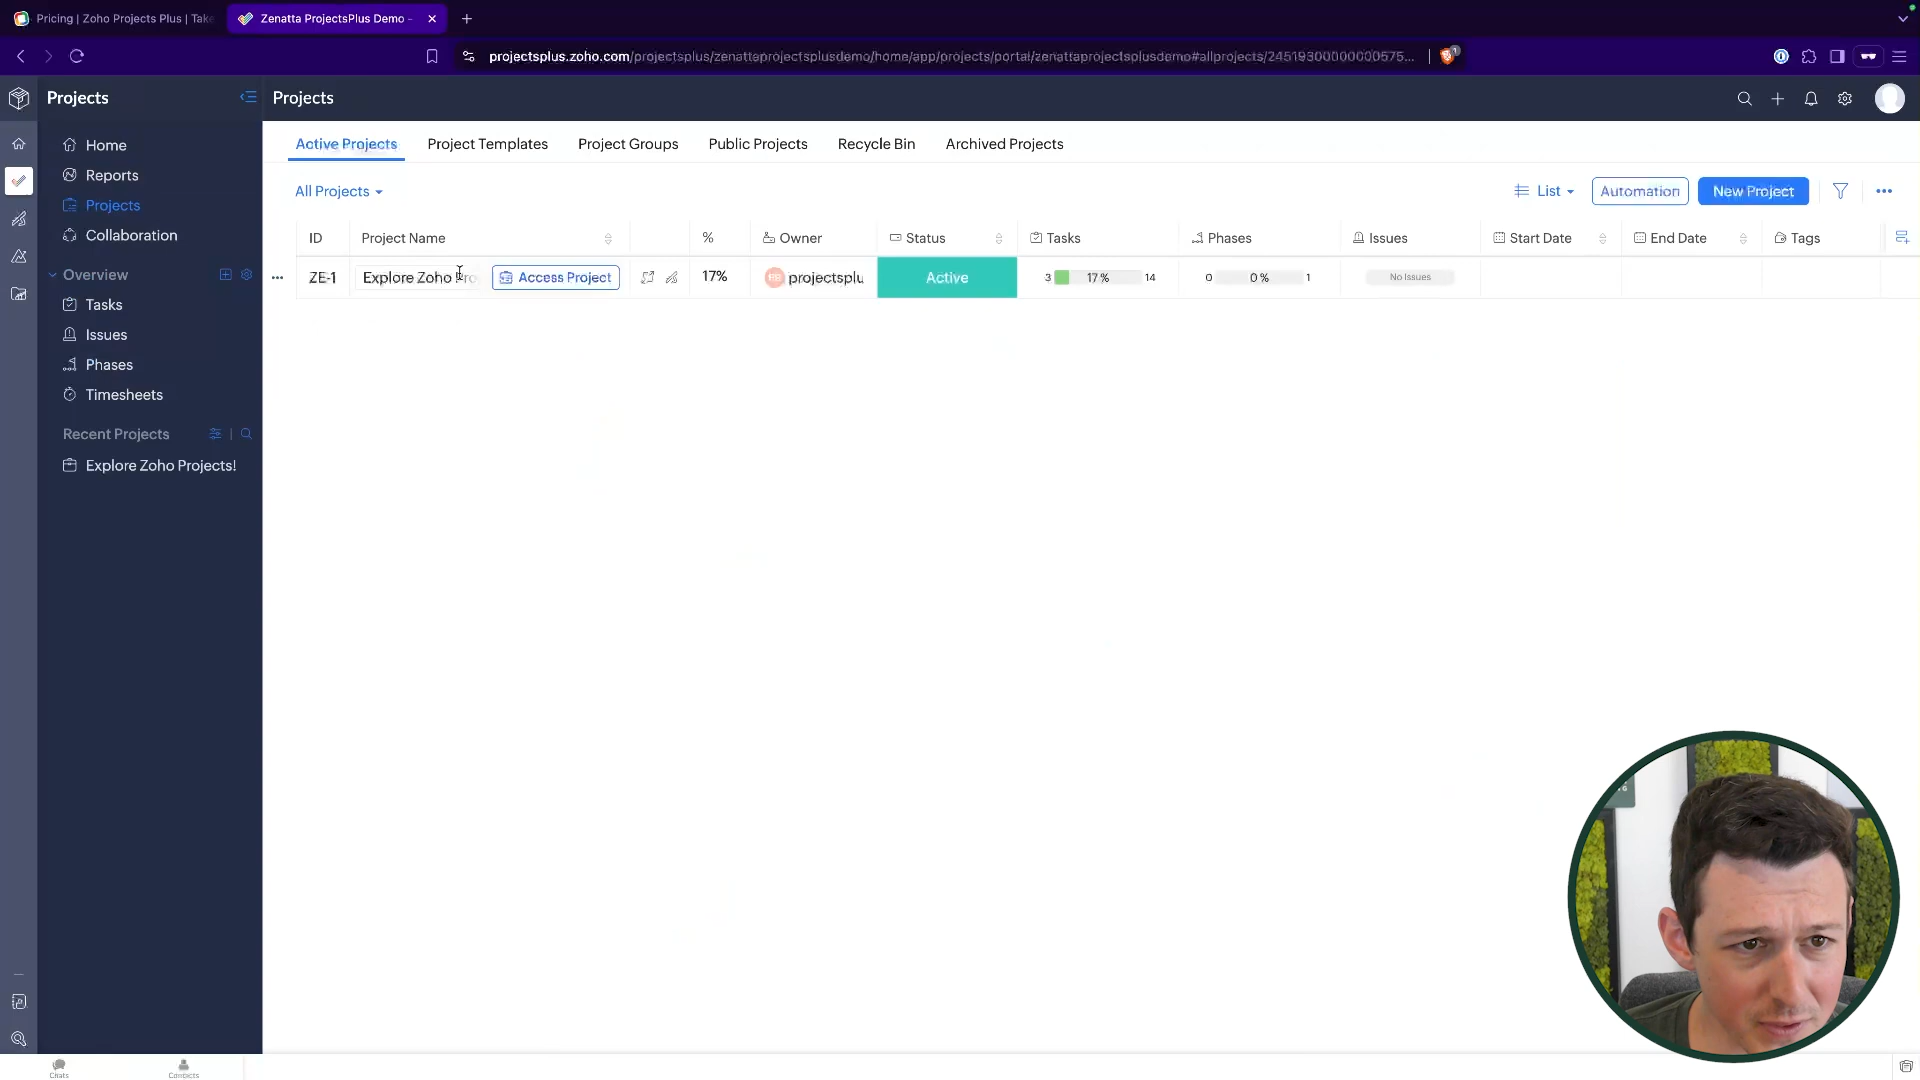 Pricing | Zoho Projects Plus | Take
Zenatta ProjectsPlus Demo -
projectsplus.zoho.com/projectsplus/zenattaprojectsplusdemo/home/app/projects/portal/zenattaprojectsplusdemo#allprojects/2451930000000575...
Projects
Projects
Home
Reports
Projects
Collaboration
Overview
Tasks
Issues
Phases
Timesheets
Recent Projects
Explore Zoho Projects!
Active Projects Project Templates Project Groups Public Projects Recycle Bin Archived Projects
All Projects
List Automation New Project
ID Project Name % Owner Status Tasks Phases Issues Start Date End Date Tags
ZE-1 Explore Zoho Pro Access Project 17% projectsplu Active 3 17 % 14 0 0 % 1 No Issues
Chats Contacts